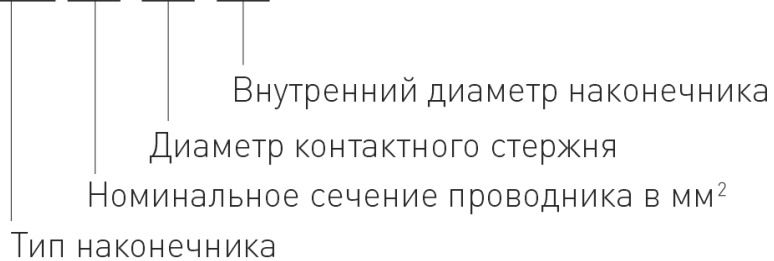 Внутренний диаметр наконечника
Диаметр контактного стержня
Номинальное сечение проводника в мм²
Тип наконечника